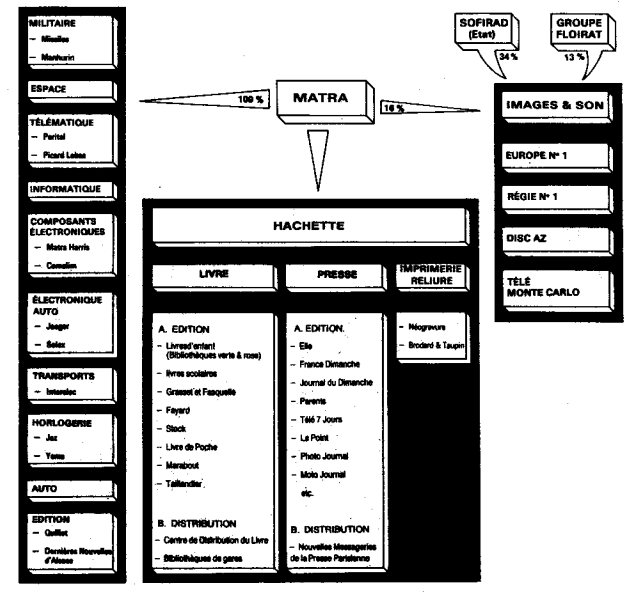 MILITAIRE
– Missiles
– Manhurin
ESPACE
TÉLÉMATIQUE
– Peritel
– Picard Lebas
INFORMATIQUE
COMPOSANTS
ÉLECTRONIQUES
– Matra Harris
– Comelim
ÉLECTRONIQUE
AUTO
– Jaeger
– Solex
TRANSPORTS
– Interelec
HORLOGERIE
– Jaz
– Yema
AUTO
EDITION
– Quillet
– Dernières Nouvelles
d'Alsace
100 %
MATRA
16 %
SOFIRAD
(Etat)
34 %
GROUPE
FLOIRAT
13 %
IMAGES & SON
EUROPE N° 1
RÉGIE N° 1
DISC AZ
TÉLÉ
MONTE CARLO
HACHETTE
LIVRE
A. EDITION
– Livres d'enfant
(Bibliothèques verte & rose)
– livres scolaires
– Grasset et Fasquelle
– Fayard
– Stock
– Livre de Poche
– Marabout
– Taillandier
B. DISTRIBUTION
– Centre de Distribution du Livre
– Bibliothèques de gares
PRESSE
A. EDITION.
– Elle
– France Dimanche
– Journal du Dimanche
– Parents
– Télé 7 Jours
– Le Point
– Photo Journal
– Moto Journal
etc.
B. DISTRIBUTION
– Nouvelles Messageries
de la Presse Parisienne
IMPRIMERIE
RELIURE
– Néogravure
– Brodard & Taupin